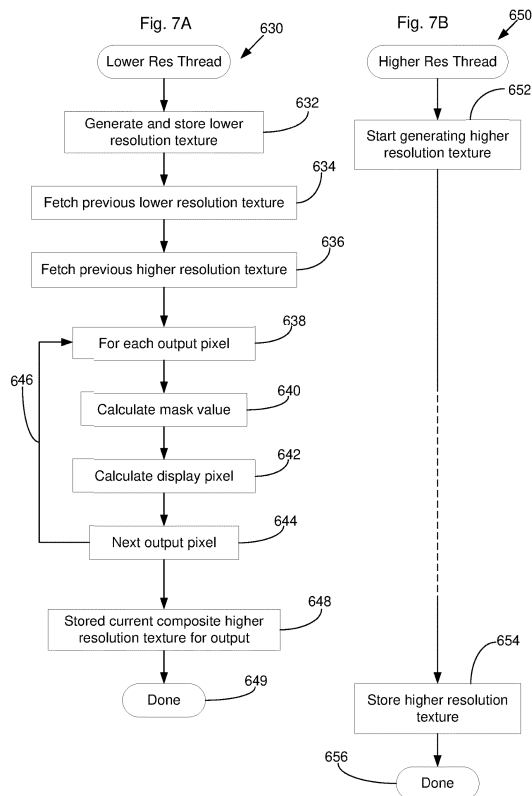 Fig. 7A
630
Lower Res Thread
632
Generate and store lower
resolution texture
634
Fetch previous lower resolution texture
636
Fetch previous higher resolution texture
638
For each output pixel
646
640
Calculate mask value
642
Calculate display pixel
644
Next output pixel
648
Stored current composite higher
resolution texture for output
649
Done
Fig. 7B
650
Higher Res Thread
652
Start generating higher
resolution texture
654
Store higher resolution
texture
656
Done